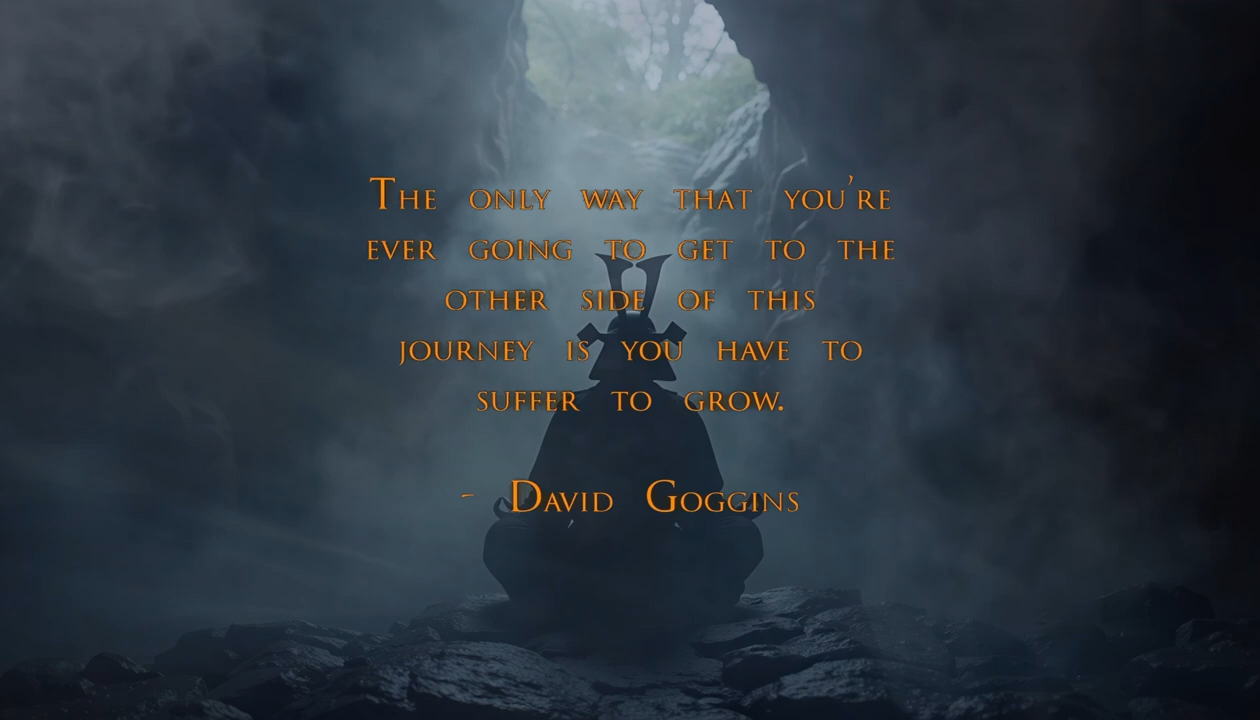 The only way that you're
ever going to get to the
other side of this
journey is you have to
suffer to grow.
- David Goggins